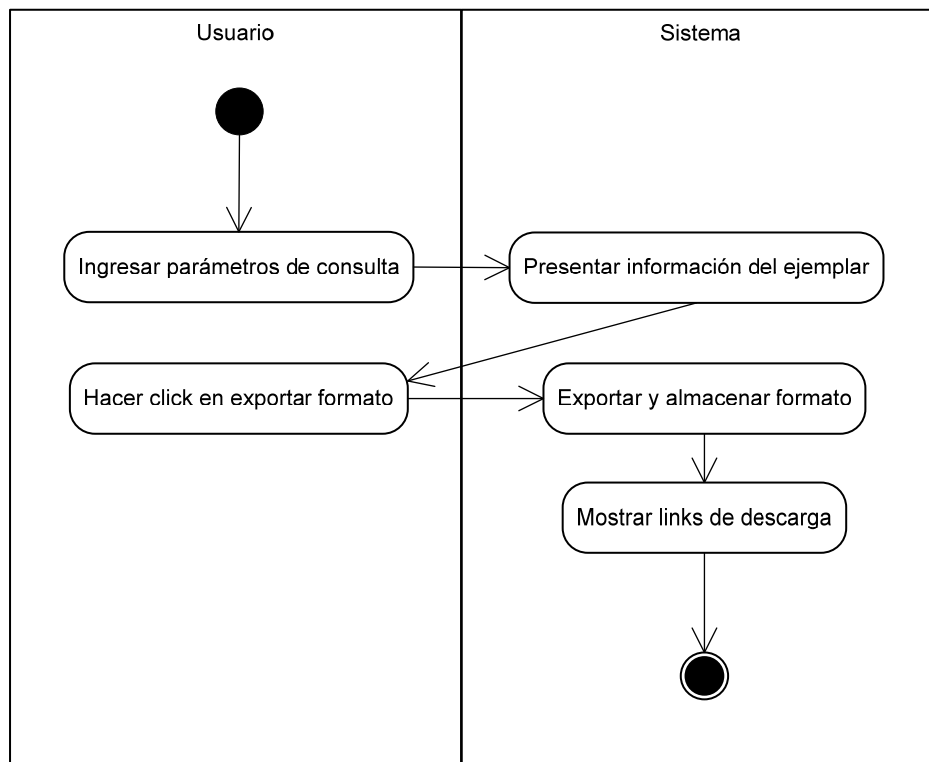 Usuario
Sistema
Ingresar parámetros de consulta
Presentar información del ejemplar
Hacer click en exportar formato
Exportar y almacenar formato
Mostrar links de descarga